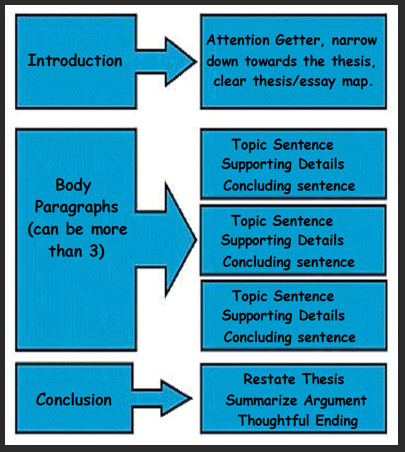 Introduction
Attention Getter, narrow
down towards the thesis,
clear thesis/essay map.
Body
Paragraphs
(can be more
than 3)
Topic Sentence
Supporting Details
Concluding sentence
Topic Sentence
Supporting Details
Concluding sentence
Topic Sentence
Supporting Details
Concluding sentence
Conclusion
Restate Thesis
Summarize Argument
Thoughtful Ending